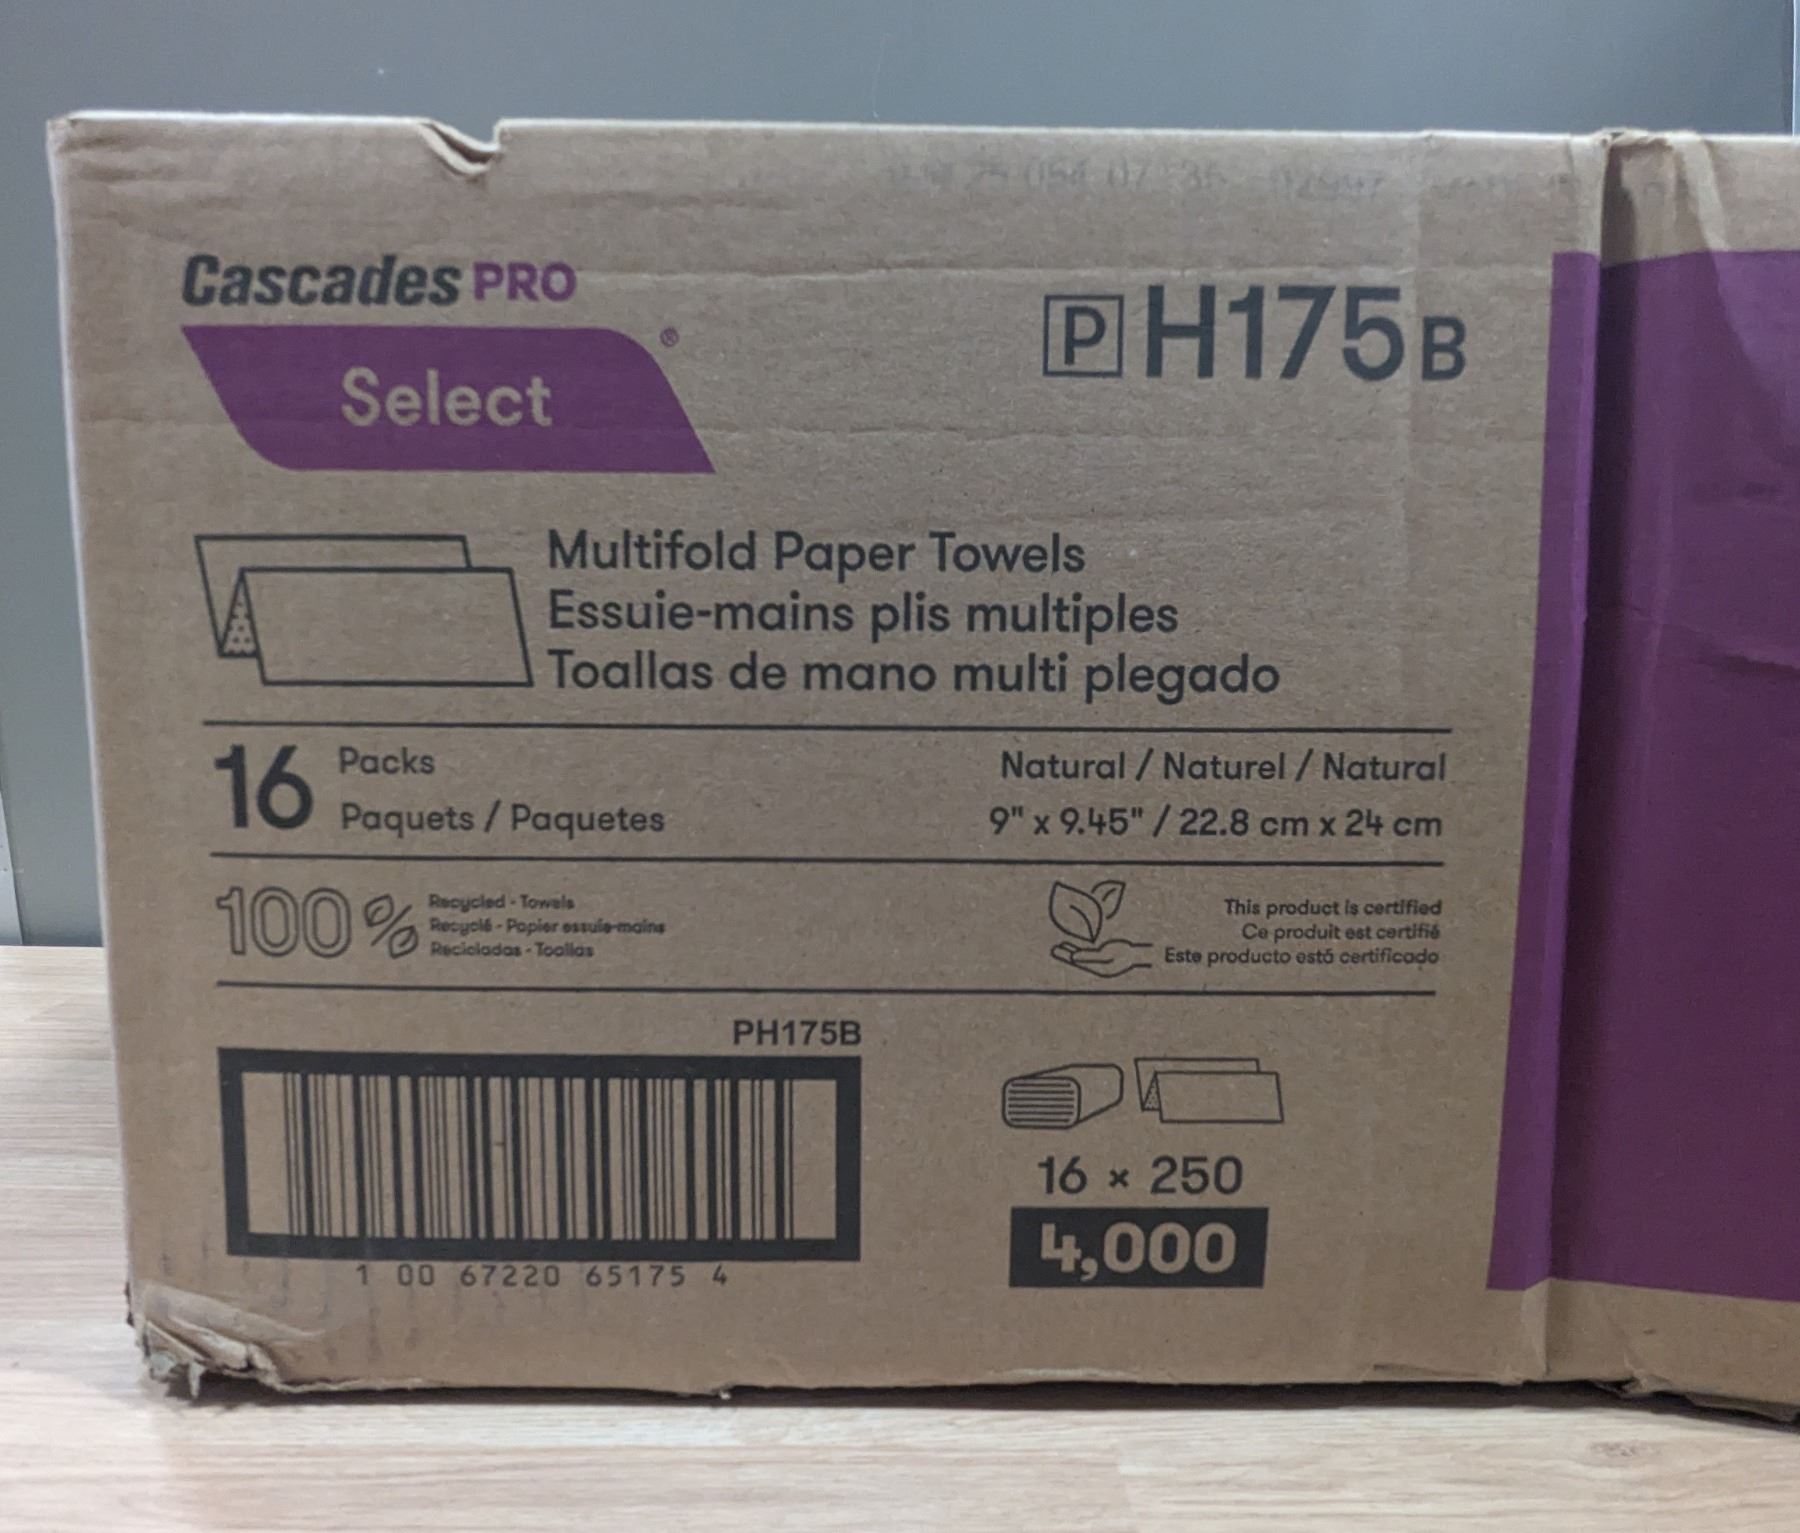 Cascades PRO
Select®
P H175B
Multifold Paper Towels
Essuie-mains plis multiples
Toallas de mano multi plegado
16 Packs
Paquets / Paquetes
Natural / Naturel / Natural
9" x 9.45" / 22.8 cm x 24 cm
100%
Recycled - Towels
Recyclé - Papier essuie-mains
Recicladas - Toallas
This product is certified
Ce produit est certifié
Este producto está certificado
PH175B
1 00 67220 65175 4
16 × 250
4,000